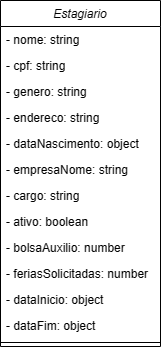 Estagiario
- nome: string
- cpf: string
- genero: string
- endereco: string
- dataNascimento: object
- empresaNome: string
- cargo: string
- ativo: boolean
- bolsaAuxilio: number
- feriasSolicitadas: number
- dataInicio: object
- dataFim: object